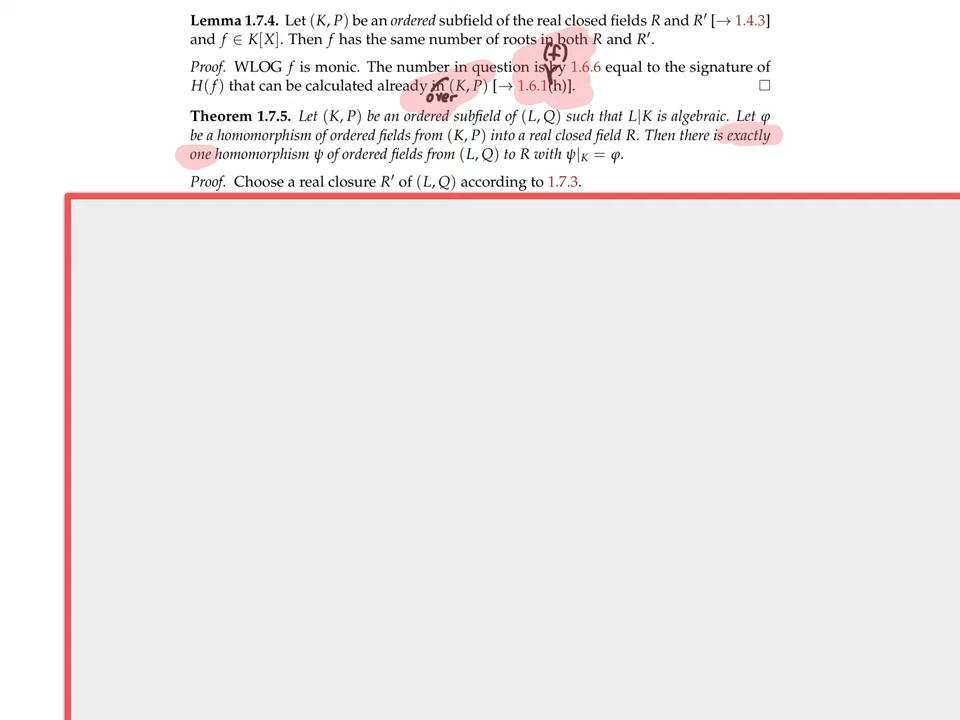 Lemma 1.7.4. Let (K, P) be an ordered subfield of the real closed fields R and R′ [→ 1.4.3]
and f ∈ K[X]. Then f has the same number of roots in both R and R′.
(f)
Proof. WLOG f is monic. The number in question is by 1.6.6 equal to the signature of
H(f) that can be calculated already in (K, P) [→ 1.6.1(h)]. □
over
Theorem 1.7.5. Let (K, P) be an ordered subfield of (L, Q) such that L|K is algebraic. Let φ
be a homomorphism of ordered fields from (K, P) into a real closed field R. Then there is exactly
one homomorphism ψ of ordered fields from (L, Q) to R with ψ|K = φ.
Proof. Choose a real closure R′ of (L, Q) according to 1.7.3.